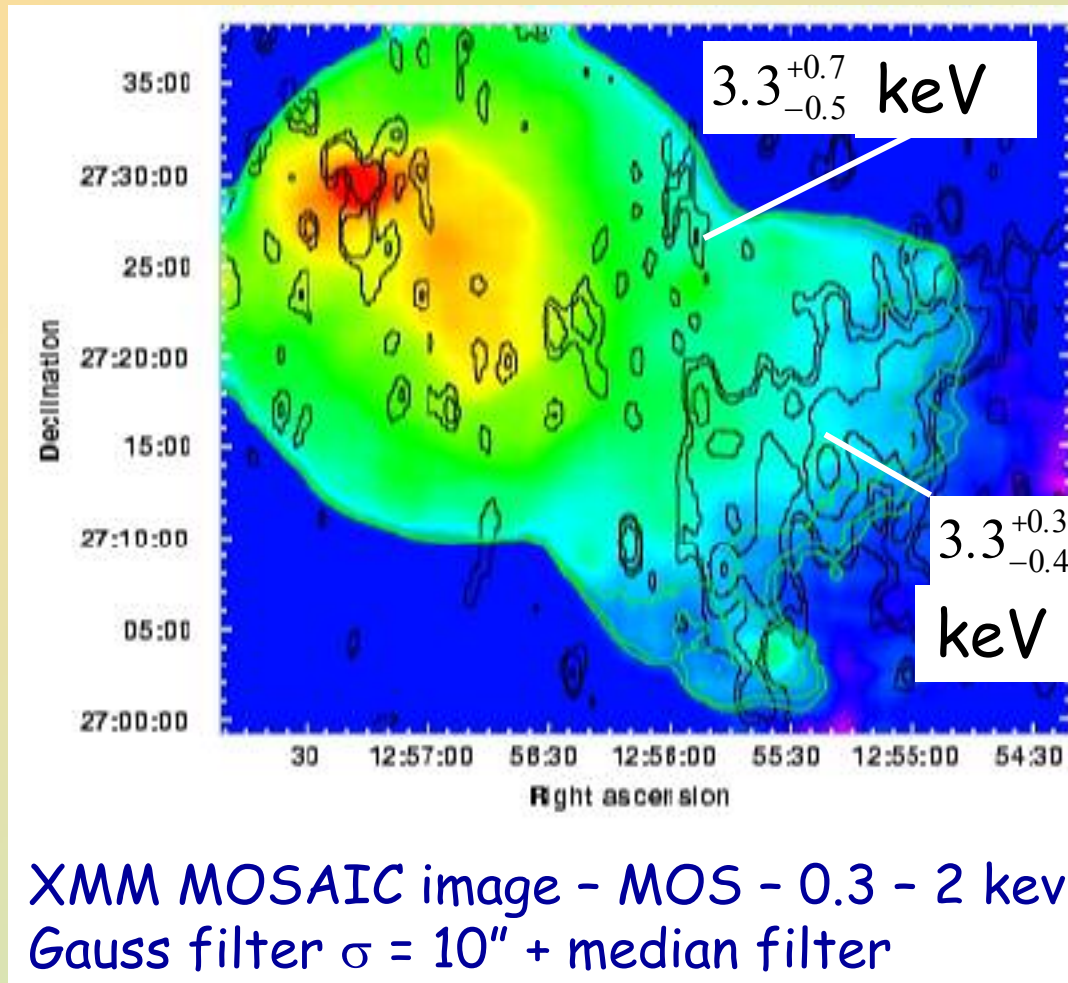 3.3 +0.7 −0.5 keV
35:00
27:30:00
25:00
27:20:00
15:00
27:10:00
05:00
27:00:00
Declination
3.3 +0.3 −0.4
keV
30 12:57:00 56:30 12:56:00 55:30 12:55:00 54:30
Right ascension
XMM MOSAIC image – MOS – 0.3 – 2 kev
Gauss filter σ = 10” + median filter